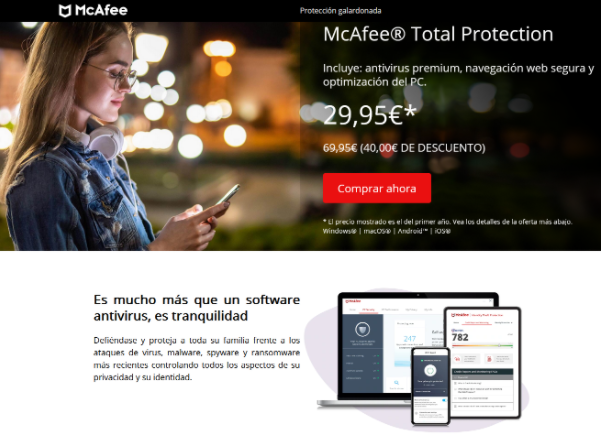 McAfee
Protección galardonada
McAfee® Total Protection
Incluye: antivirus premium, navegación web segura y
optimización del PC.
29,95€*
69,95€ (40,00€ DE DESCUENTO)
Comprar ahora
* El precio mostrado es el del primer año. Vea los detalles de la oferta más abajo.
Windows® | macOS® | Android™ | iOS®
Es mucho más que un software
antivirus, es tranquilidad
Defiéndase y proteja a toda su familia frente a los
ataques de virus, malware, spyware y ransomware
más recientes controlando todos los aspectos de su
privacidad y su identidad.
247
782